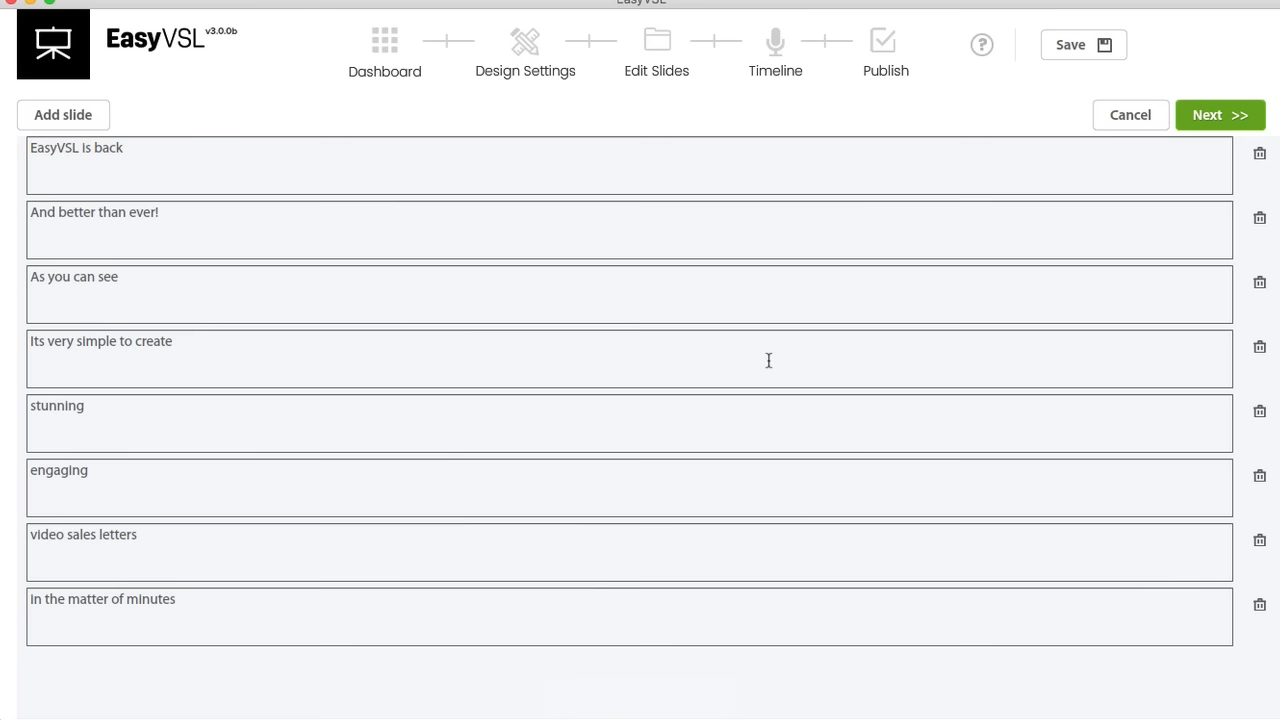 EasyVSL
EasyVSL v3.0.0b
Dashboard
Design Settings
Edit Slides
Timeline
Publish
?
Save
Add slide
Cancel
Next >>
EasyVSL is back
And better than ever!
As you can see
Its very simple to create
stunning
engaging
video sales letters
in the matter of minutes